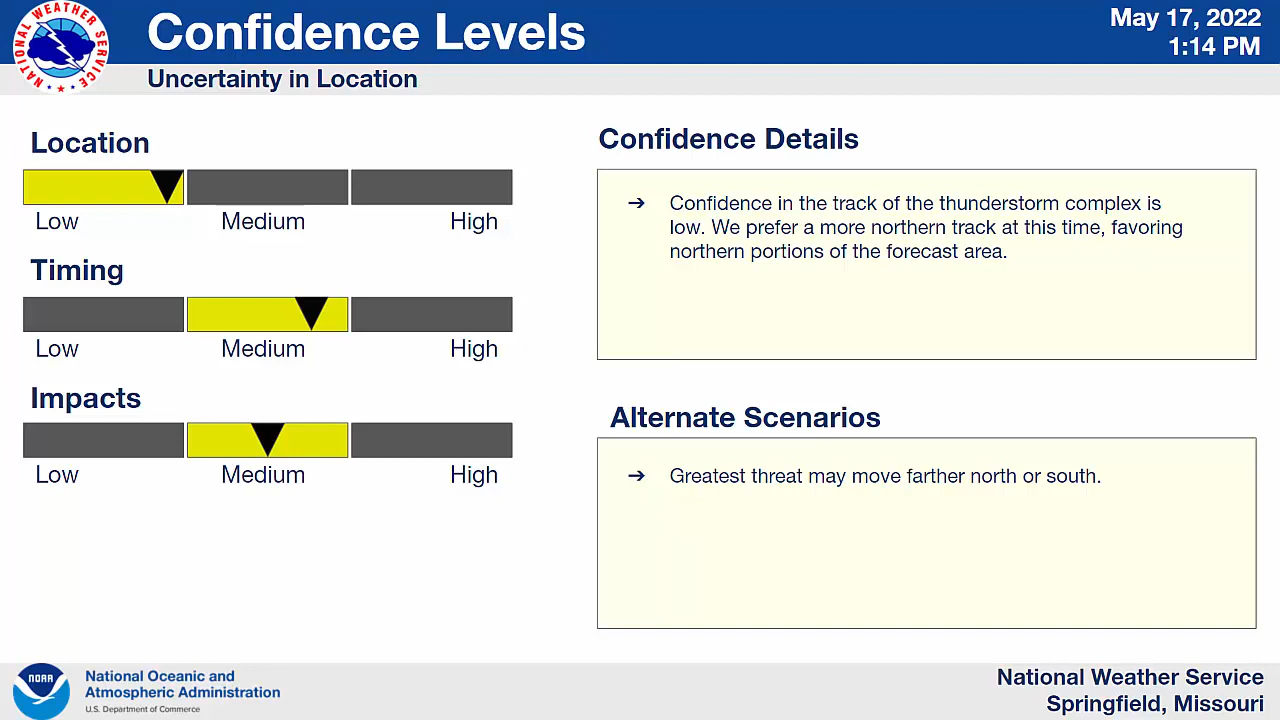 NATIONAL WEATHER SERVICE
Confidence Levels
May 17, 2022
1:14 PM
Uncertainty in Location
Location
Low Medium High
Timing
Low Medium High
Impacts
Low Medium High
Confidence Details
➔ Confidence in the track of the thunderstorm complex is
low. We prefer a more northern track at this time, favoring
northern portions of the forecast area.
Alternate Scenarios
➔ Greatest threat may move farther north or south.
NOAA
National Oceanic and
Atmospheric Administration
U.S. Department of Commerce
National Weather Service
Springfield, Missouri